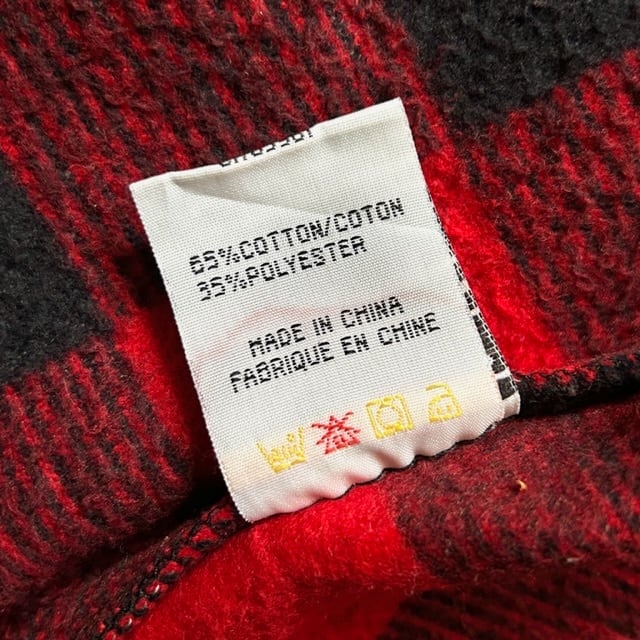 65%COTTON/COTON
35%POLYESTER
MADE IN CHINA
FABRIQUE EN CHINE